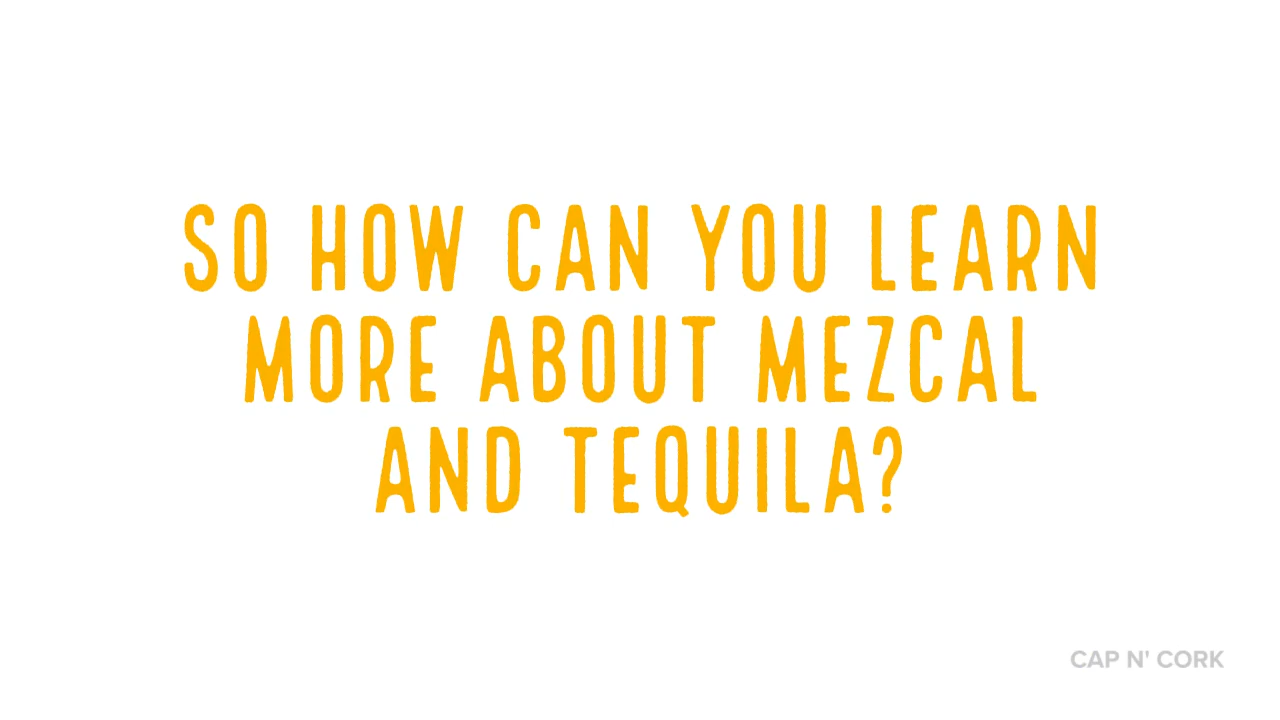 SO HOW CAN YOU LEARN
MORE ABOUT MEZCAL
AND TEQUILA?
CAP N' CORK